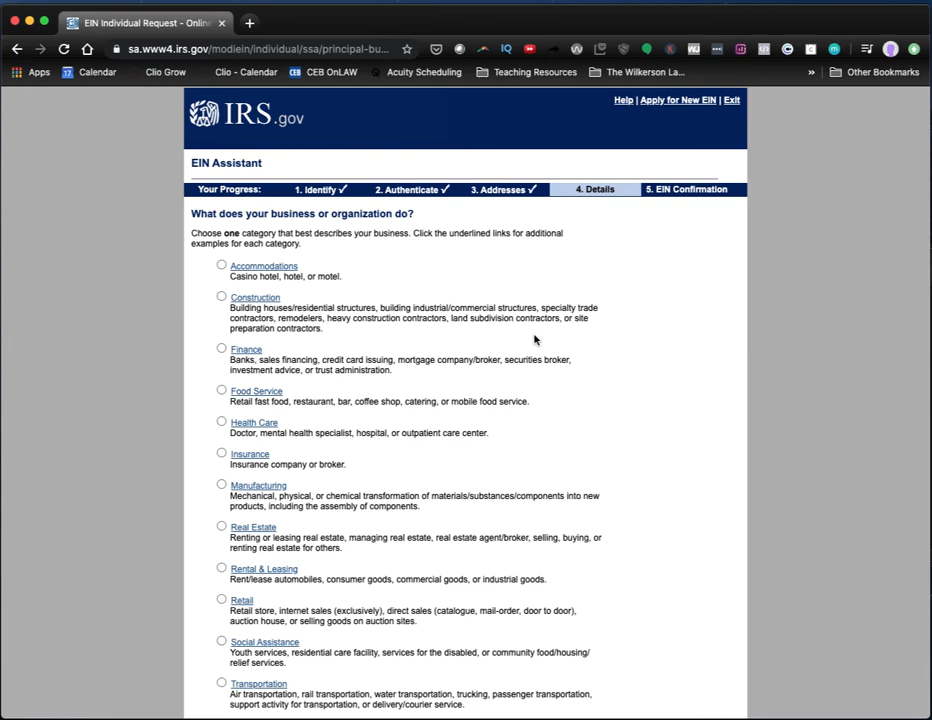 EIN Individual Request - Online
sa.www4.irs.gov/modiein/individual/ssa/principal-bu...
Apps
17
Calendar
Clio Grow
Clio - Calendar
CEB
CEB OnLAW
Acuity Scheduling
Teaching Resources
The Wilkerson La...
»
Other Bookmarks
IRS.gov
Help | Apply for New EIN | Exit
EIN Assistant
Your Progress: 1. Identify ✓ 2. Authenticate ✓ 3. Addresses ✓ 4. Details 5. EIN Confirmation
What does your business or organization do?
Choose one category that best describes your business. Click the underlined links for additional
examples for each category.
Accommodations
Casino hotel, hotel, or motel.
Construction
Building houses/residential structures, building industrial/commercial structures, specialty trade
contractors, remodelers, heavy construction contractors, land subdivision contractors, or site
preparation contractors.
Finance
Banks, sales financing, credit card issuing, mortgage company/broker, securities broker,
investment advice, or trust administration.
Food Service
Retail fast food, restaurant, bar, coffee shop, catering, or mobile food service.
Health Care
Doctor, mental health specialist, hospital, or outpatient care center.
Insurance
Insurance company or broker.
Manufacturing
Mechanical, physical, or chemical transformation of materials/substances/components into new
products, including the assembly of components.
Real Estate
Renting or leasing real estate, managing real estate, real estate agent/broker, selling, buying, or
renting real estate for others.
Rental & Leasing
Rent/lease automobiles, consumer goods, commercial goods, or industrial goods.
Retail
Retail store, internet sales (exclusively), direct sales (catalogue, mail-order, door to door),
auction house, or selling goods on auction sites.
Social Assistance
Youth services, residential care facility, services for the disabled, or community food/housing/
relief services.
Transportation
Air transportation, rail transportation, water transportation, trucking, passenger transportation,
support activity for transportation, or delivery/courier service.